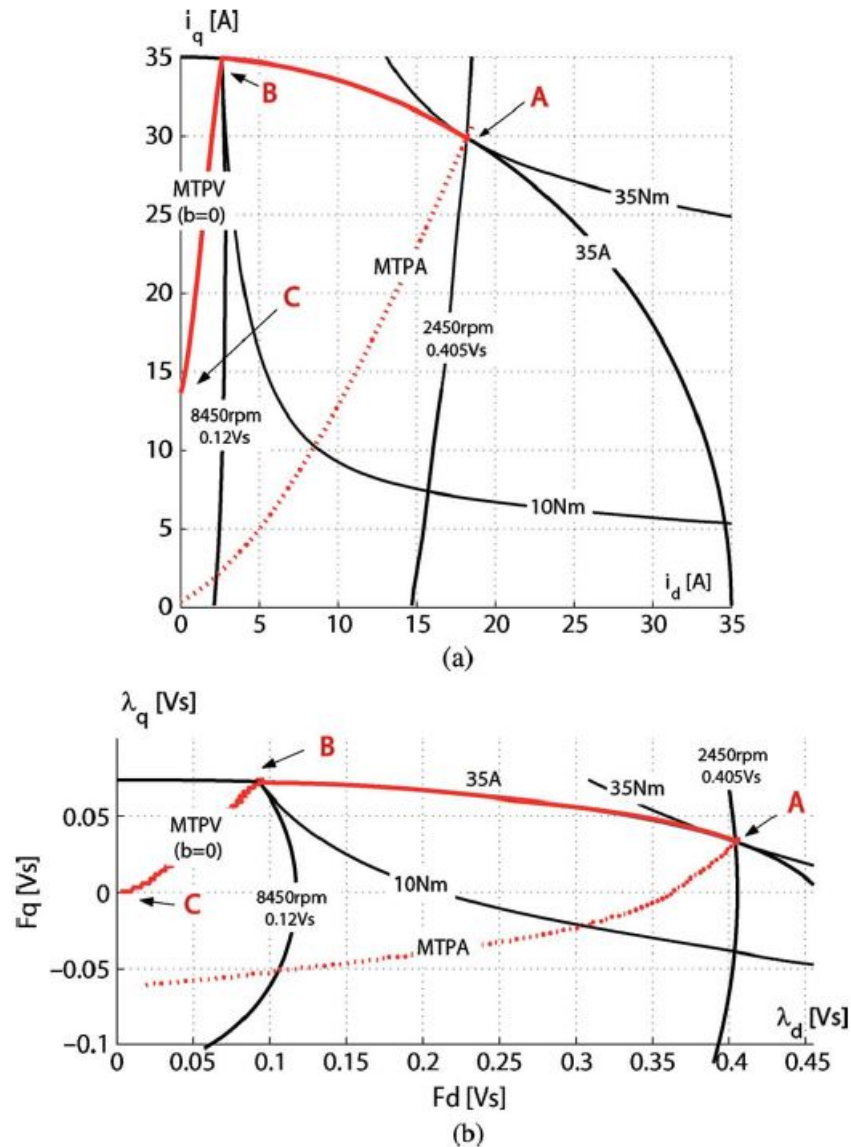 i_q [A]
35
30
25
20
15
10
5
0
B
A
MTPV
(b=0)
35Nm
35A
MTPA
C
2450rpm
0.405Vs
8450rpm
0.12Vs
10Nm
i_d [A]
0 5 10 15 20 25 30 35
(a)
λ_q [Vs]
B
2450rpm
0.405Vs
35A
35Nm
A
0.05
MTPV
(b=0)
10Nm
8450rpm
0.12Vs
0
C
Fq [Vs]
MTPA
−0.05
−0.1
λ_d [Vs]
0 0.05 0.1 0.15 0.2 0.25 0.3 0.35 0.4 0.45
Fd [Vs]
(b)